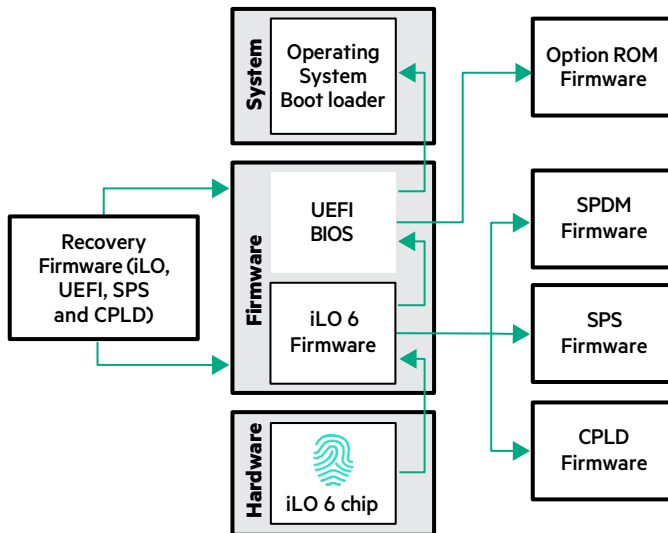 System
Operating
System
Boot loader
Option ROM
Firmware
Firmware
UEFI
BIOS
SPDM
Firmware
Recovery
Firmware (iLO,
UEFI, SPS
and CPLD)
iLO 6
Firmware
SPS
Firmware
CPLD
Firmware
Hardware
iLO 6 chip